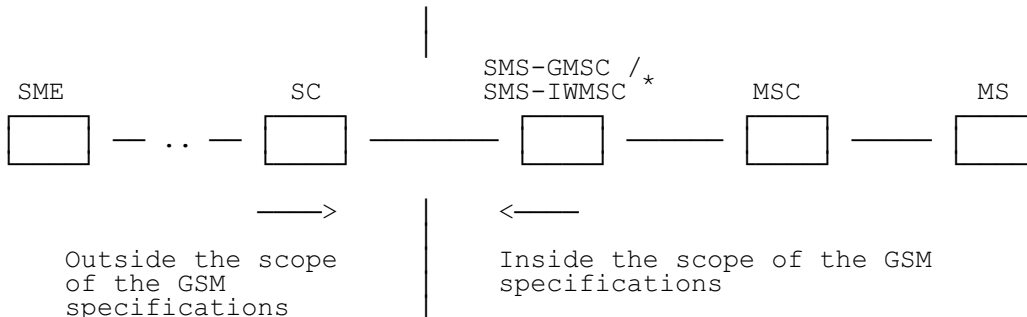 SMS-GMSC /
SME SC SMS-IWMSC * MSC MS
.. 
Outside the scope Inside the scope of the GSM
of the GSM specifications
specifications